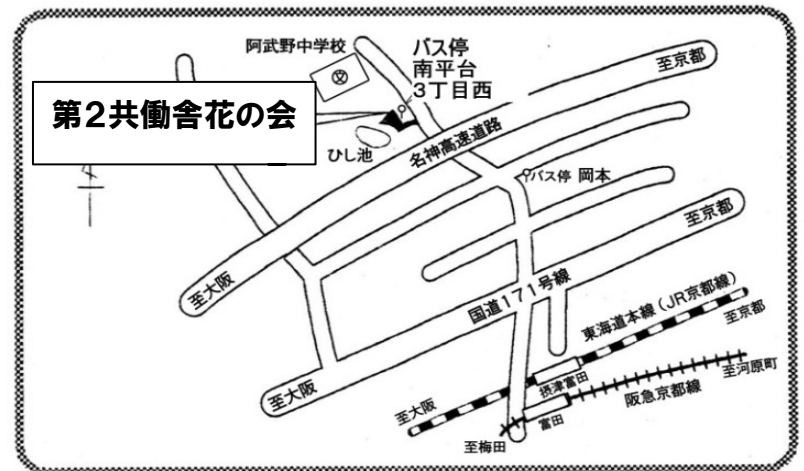 阿武野中学校
バス停
南平台
3丁目西
至京都
第2共働舎花の会
ひし池
名神高速道路
バス停 岡本
至京都
至大阪
国道171号線
東海道本線(JR京都線)
至京都
至大阪
摂津富田
至河原町
阪急京都線
至大阪
富田
至梅田